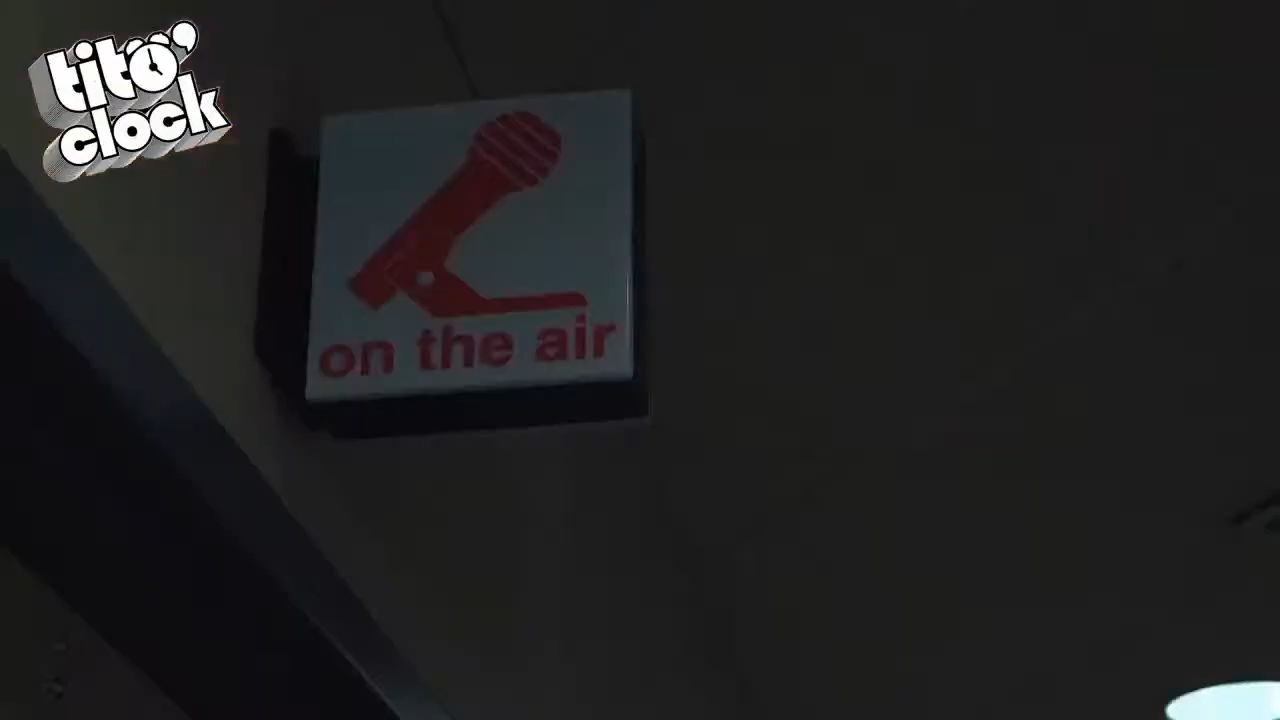 tito'
clock
on the air